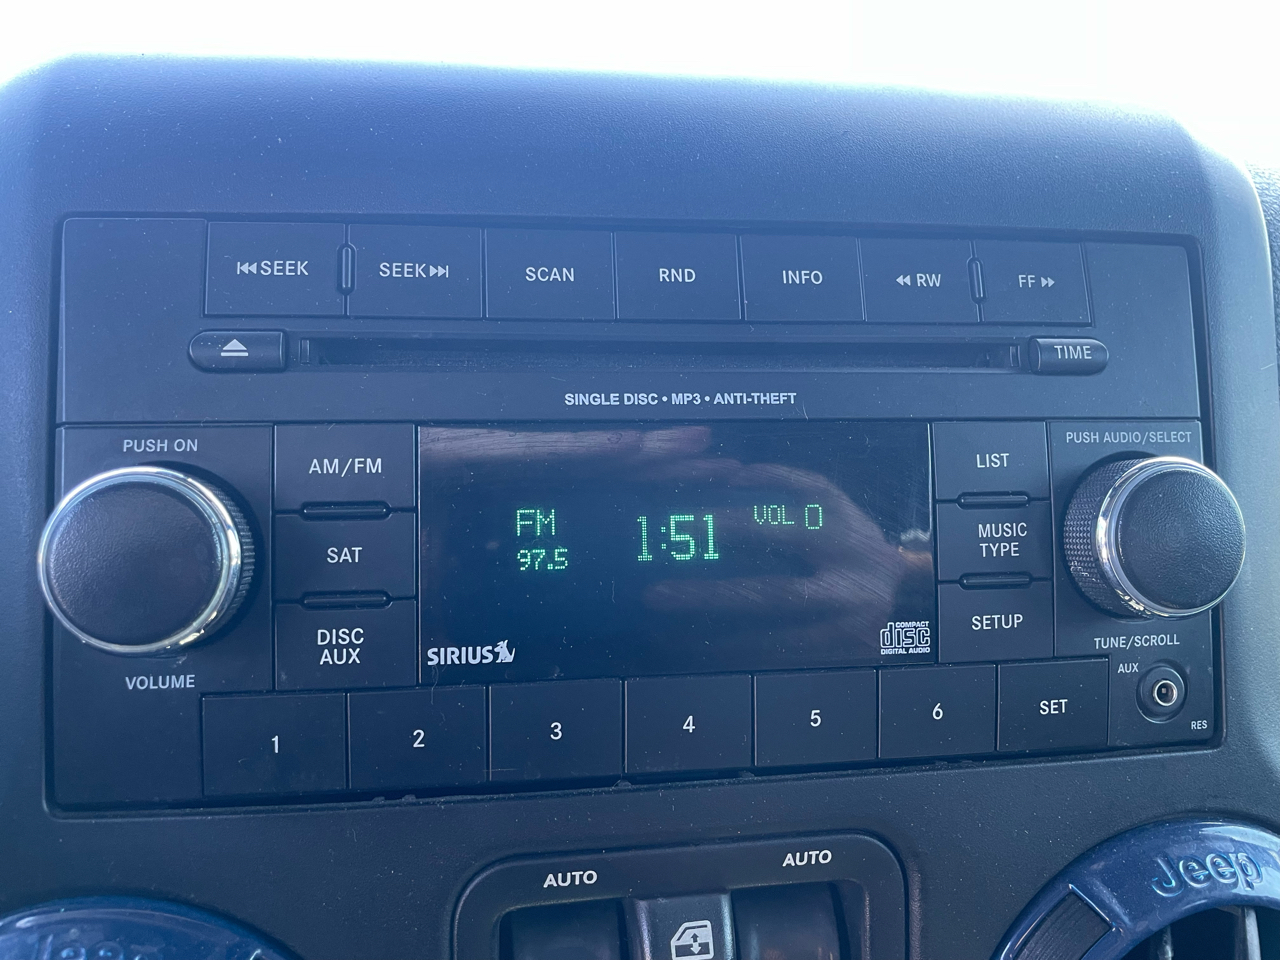 SEEK
SEEK
SCAN
RND
INFO
RW
FF
TIME
SINGLE DISC • MP3 • ANTI-THEFT
PUSH ON
AM/FM
SAT
DISC
AUX
VOLUME
FM
97.5
1:51
VOL 0
SIRIUS
COMPACT
disc
DIGITAL AUDIO
LIST
MUSIC
TYPE
SETUP
PUSH AUDIO/SELECT
TUNE/SCROLL
AUX
RES
1
2
3
4
5
6
SET
AUTO
AUTO
Jeep